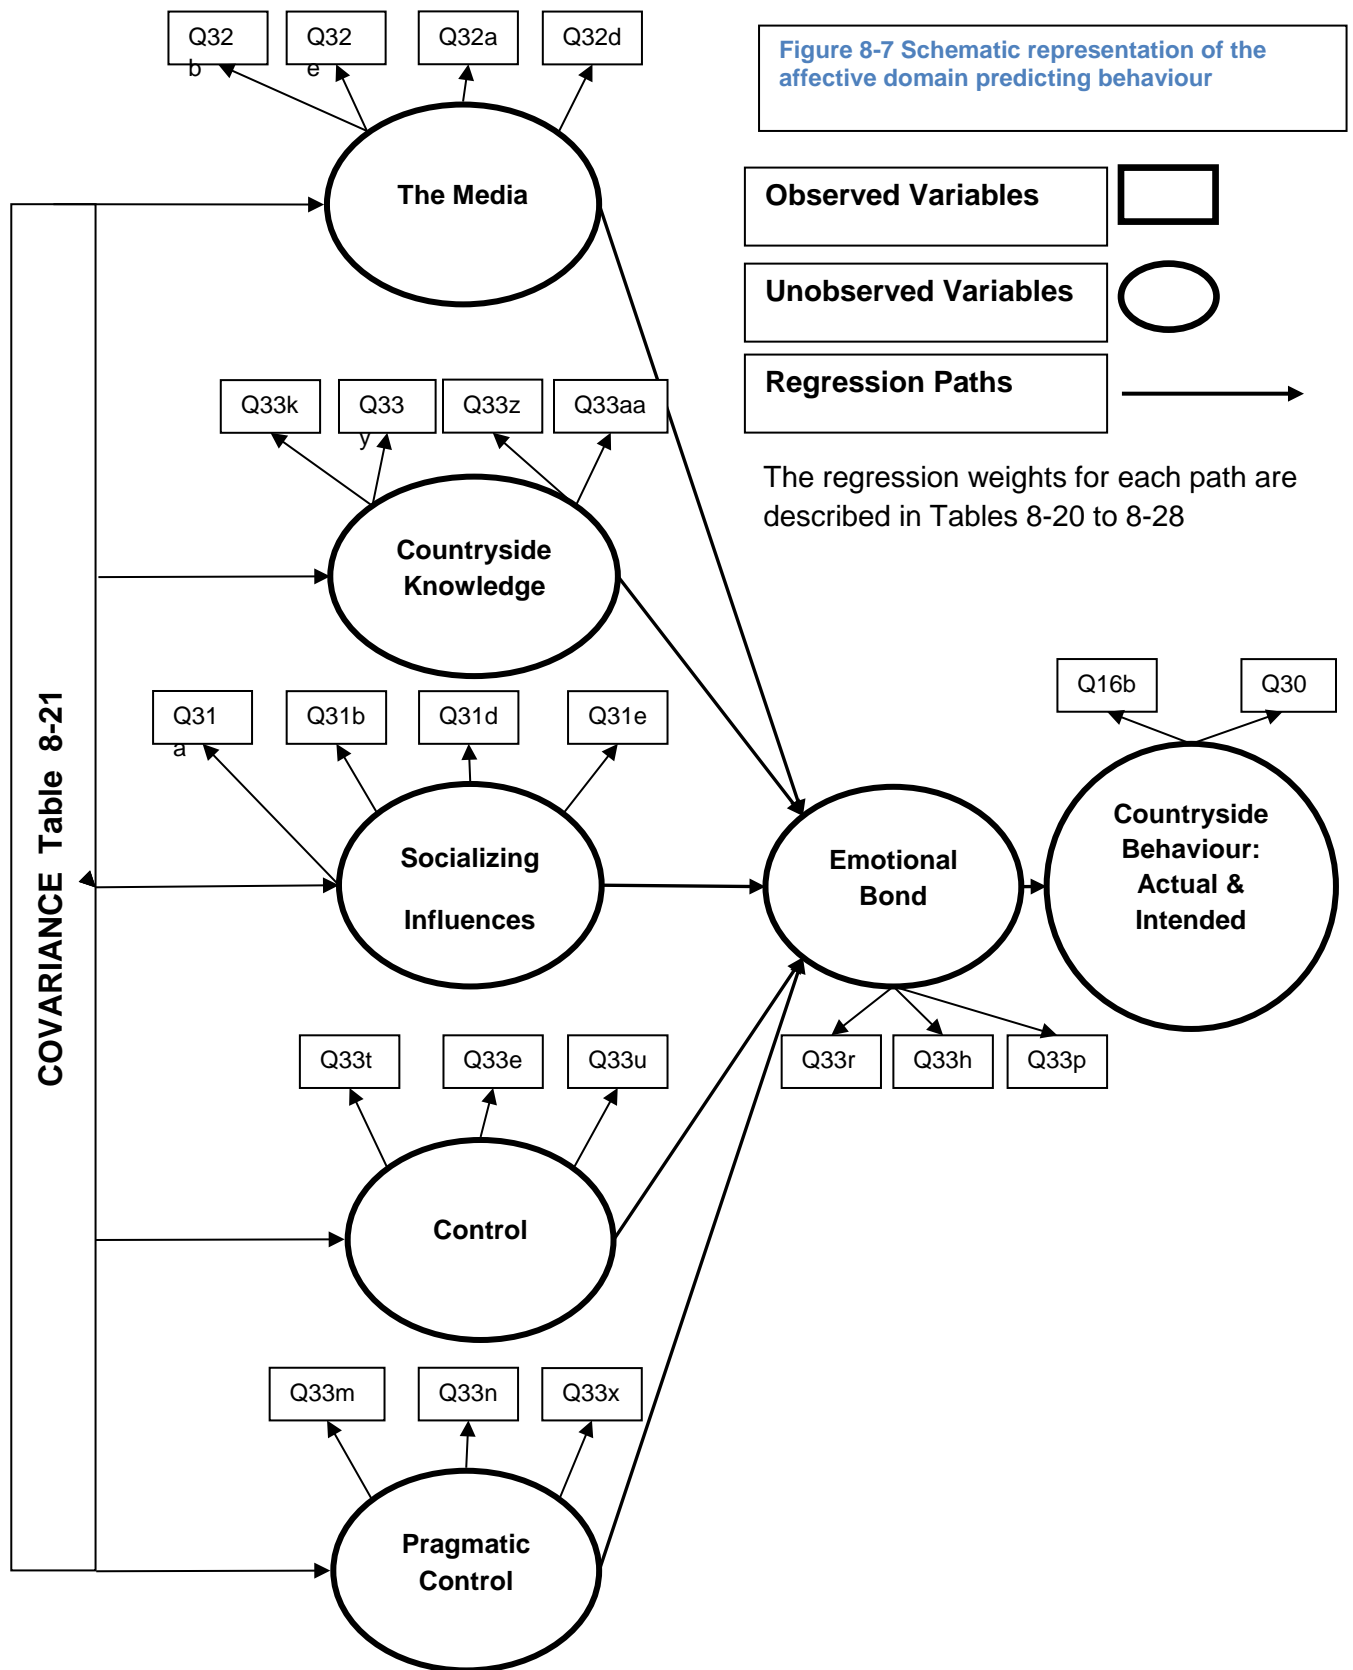 Q32
b
Q32
e
Q32a
Q32d
Figure 8-7 Schematic representation of the
affective domain predicting behaviour
The Media
Observed Variables
Unobserved Variables
Regression Paths
The regression weights for each path are
described in Tables 8-20 to 8-28
Q33k
Q33
y
Q33z
Q33aa
Countryside
Knowledge
COVARIANCE Table 8-21
Q31
a
Q31b
Q31d
Q31e
Socializing
Influences
Emotional
Bond
Q16b
Q30
Countryside
Behaviour:
Actual &
Intended
Q33r
Q33h
Q33p
Q33t
Q33e
Q33u
Control
Q33m
Q33n
Q33x
Pragmatic
Control